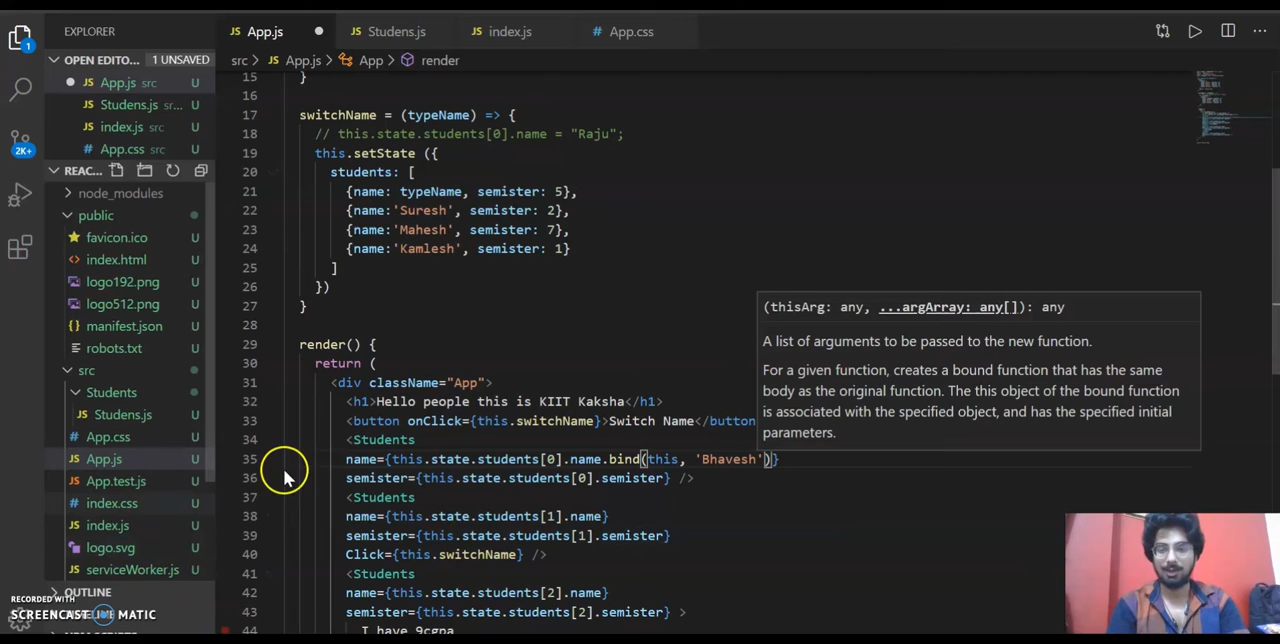 EXPLORER
JS App.js
JS Studens.js
JS index.js
# App.css
OPEN EDITO... 1 UNSAVED
src > JS App.js > App > render
JS App.js src U
JS Studens.js sr... U
JS index.js src U
# App.css src U
REAC...
node_modules
public
favicon.ico U
<> index.html U
logo192.png U
logo512.png U
{} manifest.json U
robots.txt U
src
Students
JS Studens.js U
# App.css U
JS App.js U
JS App.test.js U
# index.css U
JS index.js U
logo.svg U
JS serviceWorker.js U
OUTLINE
1
2K+
15 }
16
17 switchName = (typeName) => {
18 // this.state.students[0].name = "Raju";
19 this.setState ({
20 students: [
21 {name: typeName, semister: 5},
22 {name:'Suresh', semister: 2},
23 {name:'Mahesh', semister: 7},
24 {name:'Kamlesh', semister: 1}
25 ]
26 })
27 }
28
29 render() {
30 return (
31 <div className="App">
32 <h1>Hello people this is KIIT Kaksha</h1>
33 <button onClick={this.switchName}>Switch Name</button
34 <Students
35 name={this.state.students[0].name.bind(this, 'Bhavesh')}
36 semister={this.state.students[0].semister} />
37 <Students
38 name={this.state.students[1].name}
39 semister={this.state.students[1].semister}
40 Click={this.switchName} />
41 <Students
42 name={this.state.students[2].name}
43 semister={this.state.students[2].semister} >
44 I have 9cgpa
(thisArg: any, ...argArray: any[]): any
A list of arguments to be passed to the new function.
For a given function, creates a bound function that has the same
body as the original function. The this object of the bound function
is associated with the specified object, and has the specified initial
parameters.
RECORDED WITH
SCREENCAST MATIC